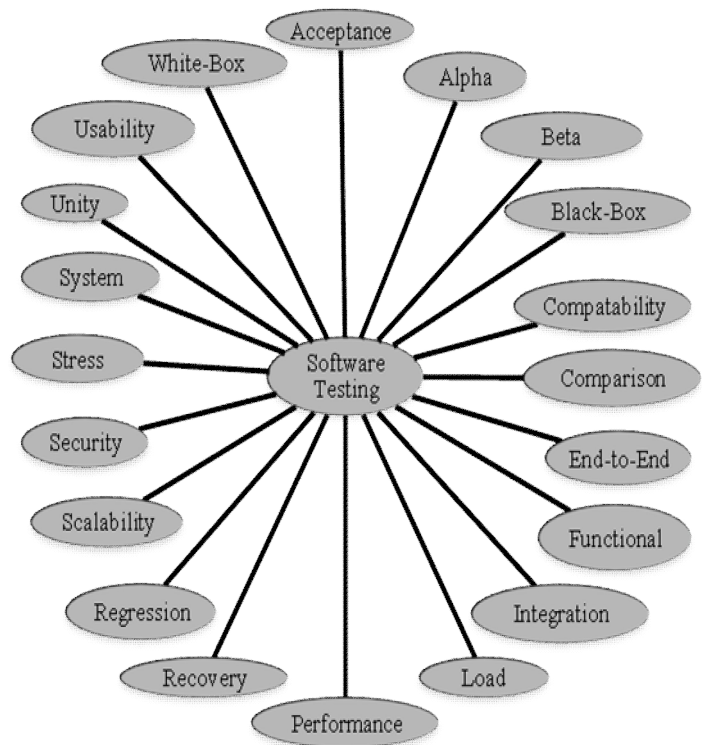 Acceptance
Alpha
Beta
Black-Box
Compatability
Comparison
End-to-End
Functional
Integration
Load
Performance
Recovery
Regression
Scalability
Security
Stress
System
Unity
Usability
White-Box
Software
Testing